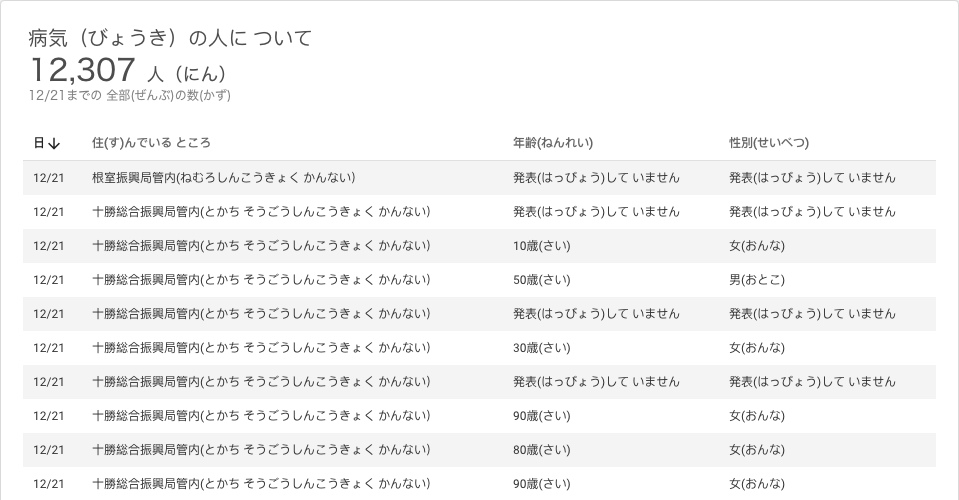 病気（びょうき）の人に ついて
12,307 人（にん）
12/21までの 全部(ぜんぶ)の数(かず)
日↓ 住(す)んでいる ところ 年齢(ねんれい) 性別(せいべつ)
12/21 根室振興局管内(ねむろしんこうきょく かんない) 発表(はっぴょう)して いません 発表(はっぴょう)して いません
12/21 十勝総合振興局管内(とかち そうごうしんこうきょく かんない) 発表(はっぴょう)して いません 発表(はっぴょう)して いません
12/21 十勝総合振興局管内(とかち そうごうしんこうきょく かんない) 10歳(さい) 女(おんな)
12/21 十勝総合振興局管内(とかち そうごうしんこうきょく かんない) 50歳(さい) 男(おとこ)
12/21 十勝総合振興局管内(とかち そうごうしんこうきょく かんない) 発表(はっぴょう)して いません 発表(はっぴょう)して いません
12/21 十勝総合振興局管内(とかち そうごうしんこうきょく かんない) 30歳(さい) 女(おんな)
12/21 十勝総合振興局管内(とかち そうごうしんこうきょく かんない) 発表(はっぴょう)して いません 発表(はっぴょう)して いません
12/21 十勝総合振興局管内(とかち そうごうしんこうきょく かんない) 90歳(さい) 女(おんな)
12/21 十勝総合振興局管内(とかち そうごうしんこうきょく かんない) 80歳(さい) 女(おんな)
12/21 十勝総合振興局管内(とかち そうごうしんこうきょく かんない) 90歳(さい) 女(おんな)